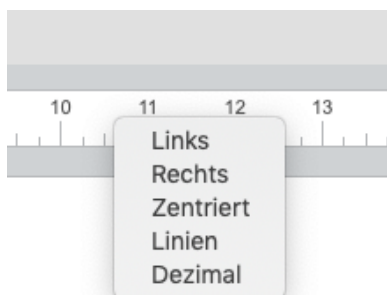 10 11 12 13
Links
Rechts
Zentriert
Linien
Dezimal